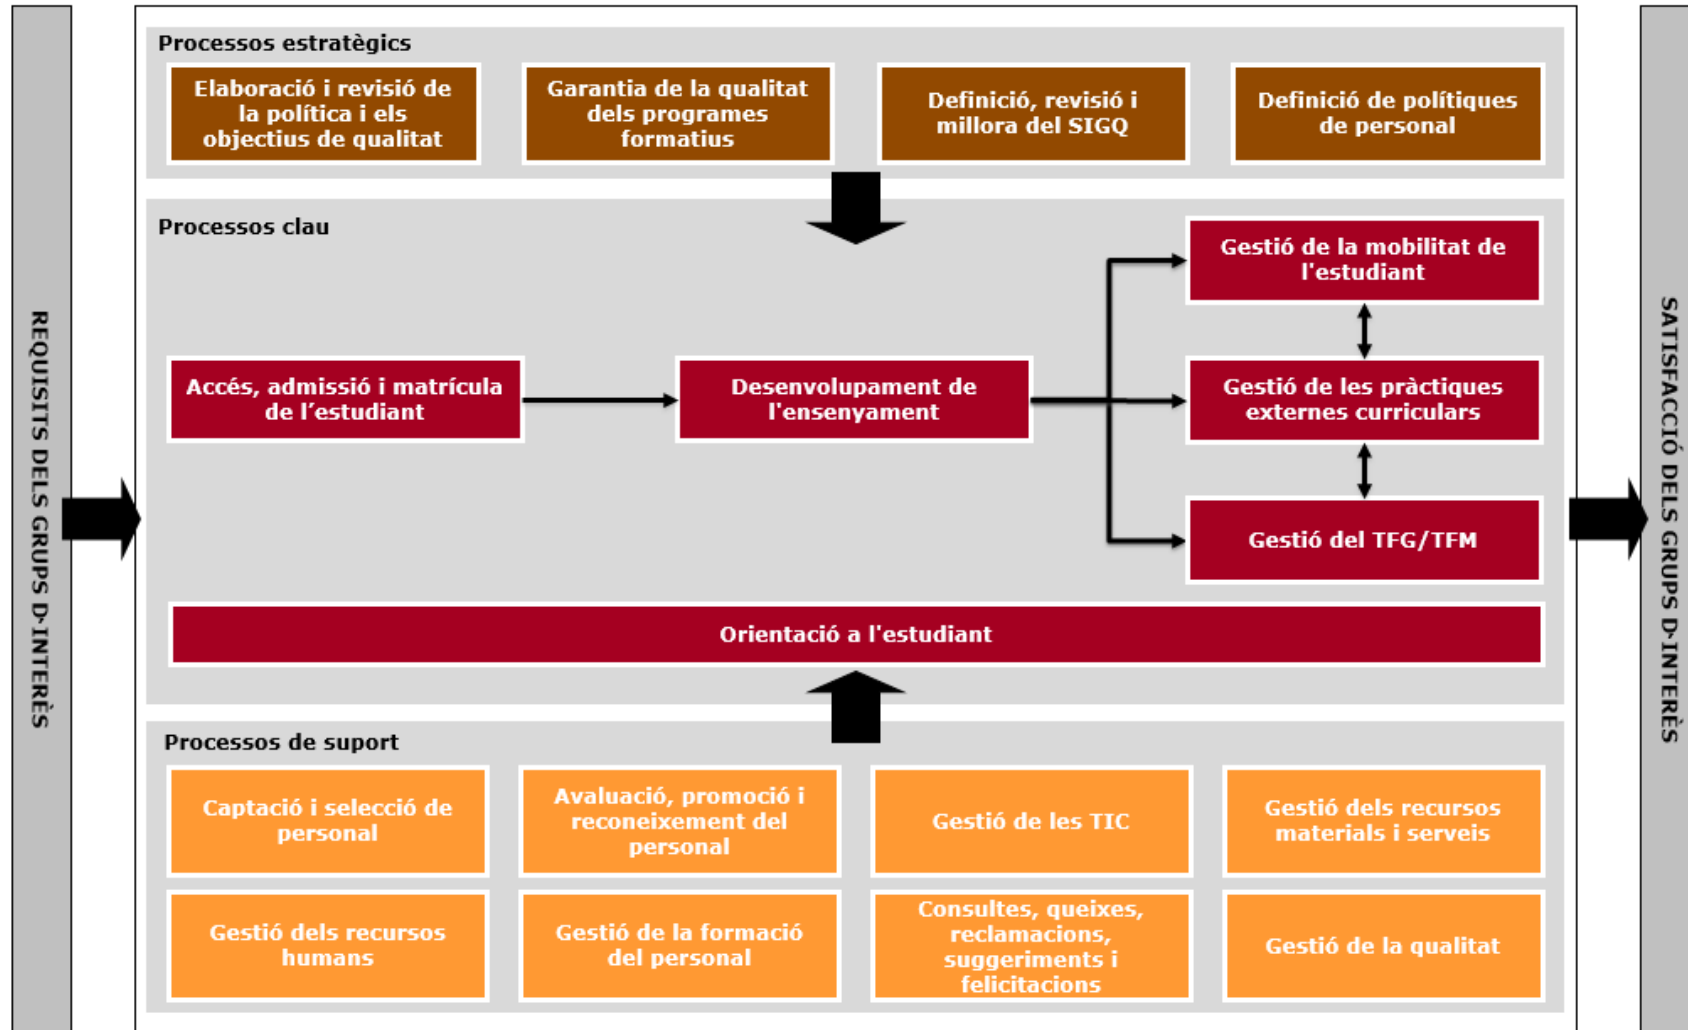 REQUISITS DELS GRUPS D·INTERÈS
Processos estratègics
Elaboració i revisió de
la política i els
objectius de qualitat
Garantia de la qualitat
dels programes
formatius
Definició, revisió i
millora del SIGQ
Definició de polítiques
de personal
Processos clau
Accés, admissió i matrícula
de l’estudiant
Desenvolupament de
l'ensenyament
Gestió de la mobilitat de
l'estudiant
Gestió de les pràctiques
externes curriculars
Gestió del TFG/TFM
Orientació a l'estudiant
Processos de suport
Captació i selecció de
personal
Avaluació, promoció i
reconeixement del
personal
Gestió de les TIC
Gestió dels recursos
materials i serveis
Gestió dels recursos
humans
Gestió de la formació
del personal
Consultes, queixes,
reclamacions,
suggeriments i
felicitacions
Gestió de la qualitat
SATISFACCIÓ DELS GRUPS D·INTERÈS